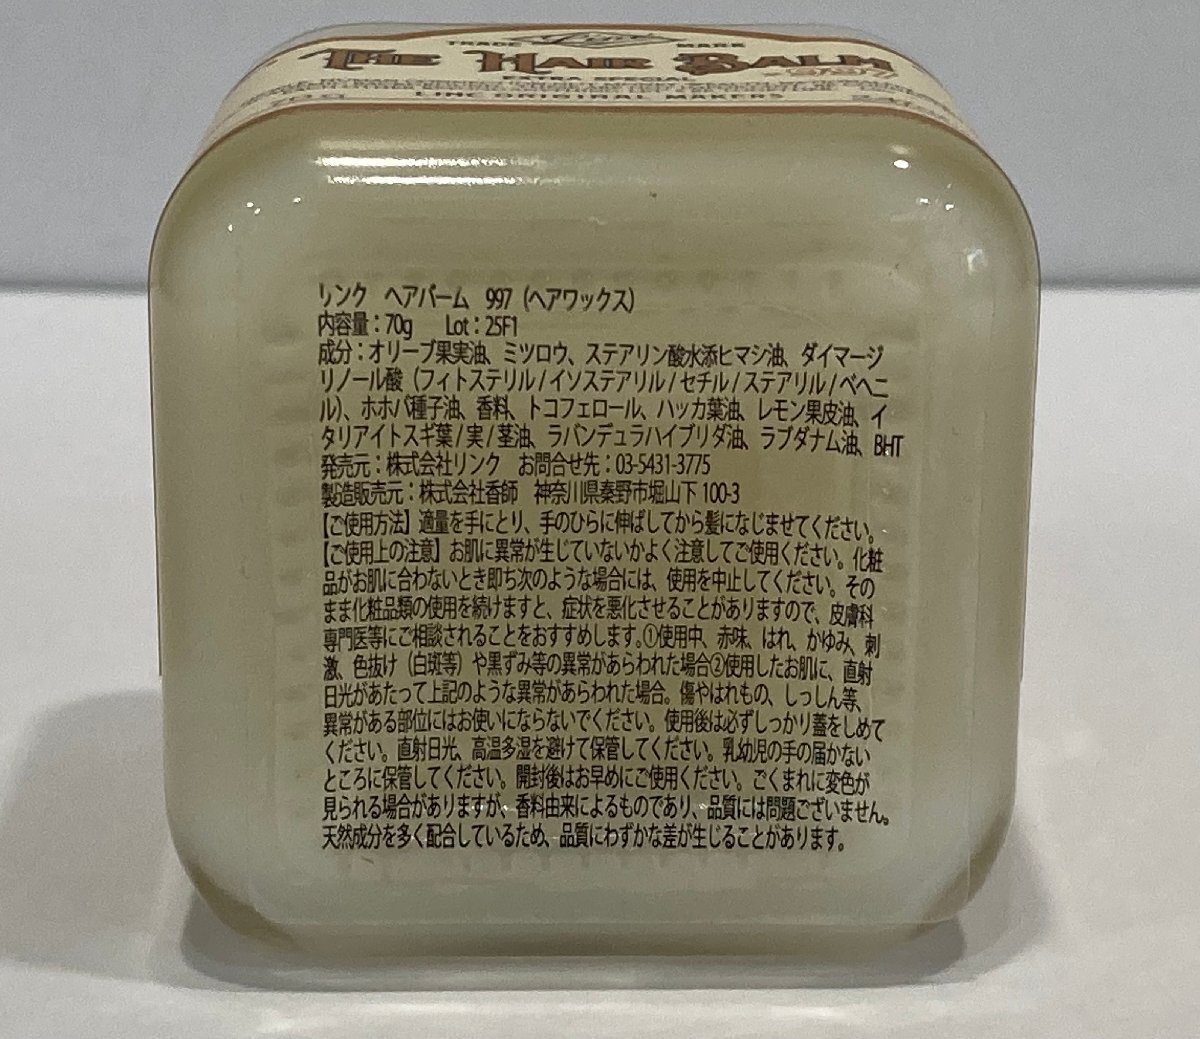 TRADE MARK
THE HAIR BALM
EXTRA SPECIAL
LINC ORIGINAL MAKERS
リンク ヘアバーム 997 (ヘアワックス)
内容量:70g Lot:25F1
成分:オリーブ果実油、ミツロウ、ステアリン酸水添ヒマシ油、ダイマージ
リノール酸(フィトステリル/イソステアリル/セチル/ステアリル/ベヘニ
ル)、ホホバ種子油、香料、トコフェロール、ハッカ葉油、レモン果皮油、イ
タリアイトスギ葉/実/茎油、ラバンデュラハイブリダ油、ラブダナム油、BHT
発売元:株式会社リンク お問合せ先:03-5431-3775
製造販売元:株式会社香師 神奈川県秦野市堀山下100-3
【ご使用方法】適量を手にとり、手のひらに伸ばしてから髪になじませてください。
【ご使用上の注意】お肌に異常が生じていないかよく注意してご使用ください。化粧
品がお肌に合わないとき即ち次のような場合には、使用を中止してください。その
まま化粧品類の使用を続けますと、症状を悪化させることがありますので、皮膚科
専門医等にご相談されることをおすすめします。①使用中、赤味、はれ、かゆみ、刺
激、色抜け(白斑等)や黒ずみ等の異常があらわれた場合②使用したお肌に、直射
日光があたって上記のような異常があらわれた場合。傷やはれもの、しっしん等、
異常がある部位にはお使いにならないでください。使用後は必ずしっかり蓋をしめて
ください。直射日光、高温多湿を避けて保管してください。乳幼児の手の届かない
ところに保管してください。開封後はお早めにご使用ください。ごくまれに変色が
見られる場合がありますが、香料由来によるものであり、品質には問題ございません。
天然成分を多く配合しているため、品質にわずかな差が生じることがあります。